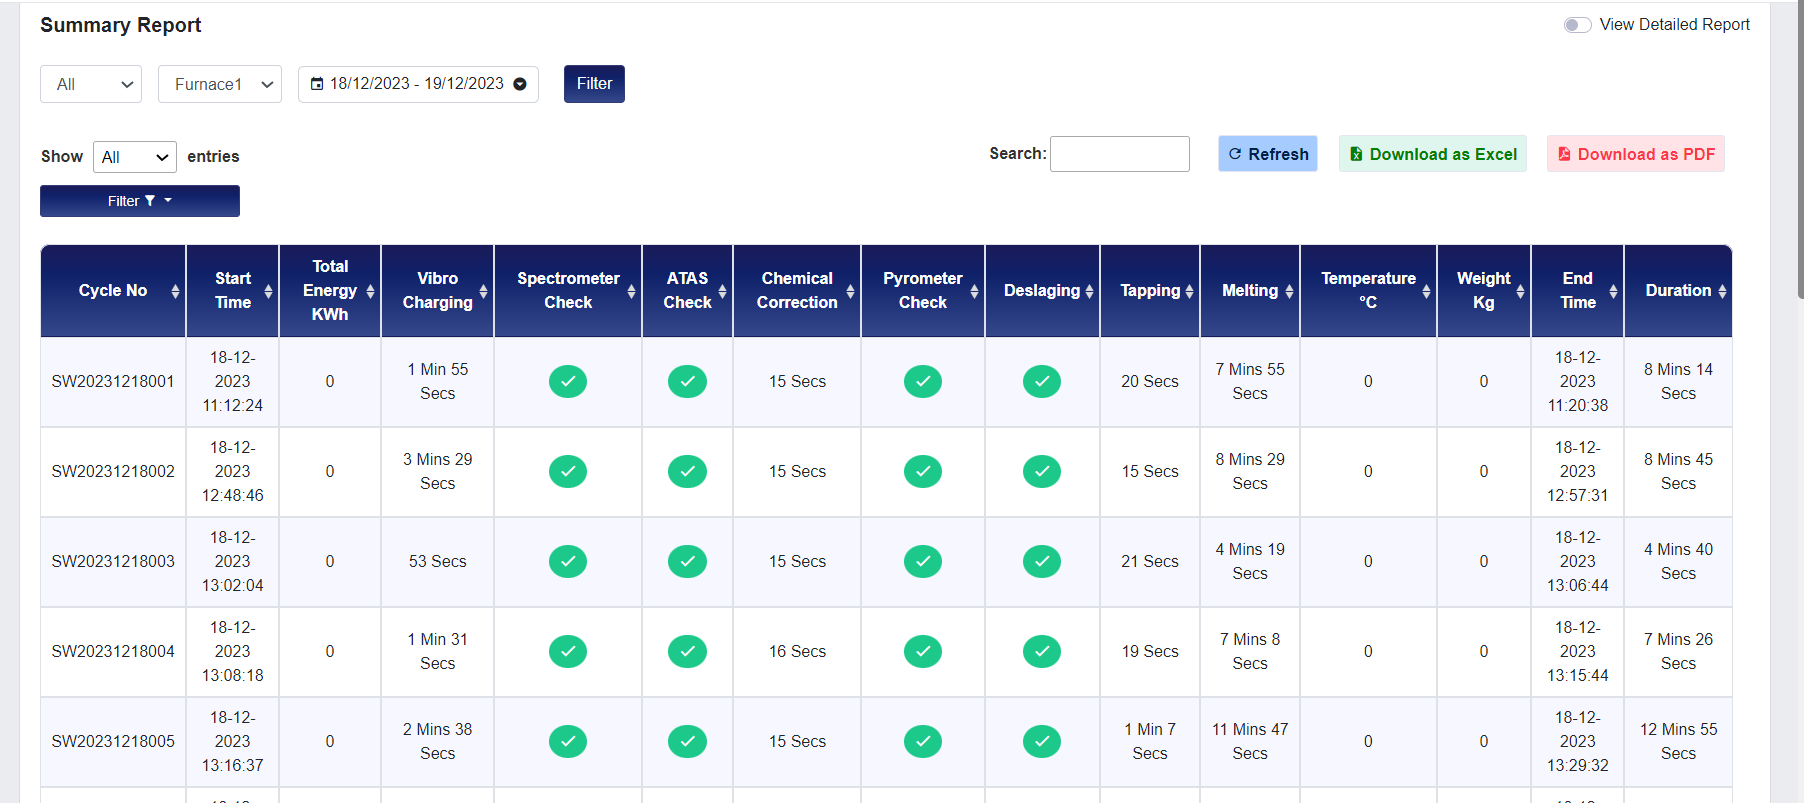 Summary Report
View Detailed Report
All
Furnace1
18/12/2023 - 19/12/2023
Filter
Show All entries
Search:
Refresh
Download as Excel
Download as PDF
Filter
Cycle No
Start
Time
Total
Energy
KWh
Vibro
Charging
Spectrometer
Check
ATAS
Check
Chemical
Correction
Pyrometer
Check
Deslaging
Tapping
Melting
Temperature
°C
Weight
Kg
End
Time
Duration
SW20231218001
18-12-
2023
11:12:24
0
1 Min 55
Secs
15 Secs
20 Secs
7 Mins 55
Secs
0
0
18-12-
2023
11:20:38
8 Mins 14
Secs
SW20231218002
18-12-
2023
12:48:46
0
3 Mins 29
Secs
15 Secs
15 Secs
8 Mins 29
Secs
0
0
18-12-
2023
12:57:31
8 Mins 45
Secs
SW20231218003
18-12-
2023
13:02:04
0
53 Secs
15 Secs
21 Secs
4 Mins 19
Secs
0
0
18-12-
2023
13:06:44
4 Mins 40
Secs
SW20231218004
18-12-
2023
13:08:18
0
1 Min 31
Secs
16 Secs
19 Secs
7 Mins 8
Secs
0
0
18-12-
2023
13:15:44
7 Mins 26
Secs
SW20231218005
18-12-
2023
13:16:37
0
2 Mins 38
Secs
15 Secs
1 Min 7
Secs
11 Mins 47
Secs
0
0
18-12-
2023
13:29:32
12 Mins 55
Secs